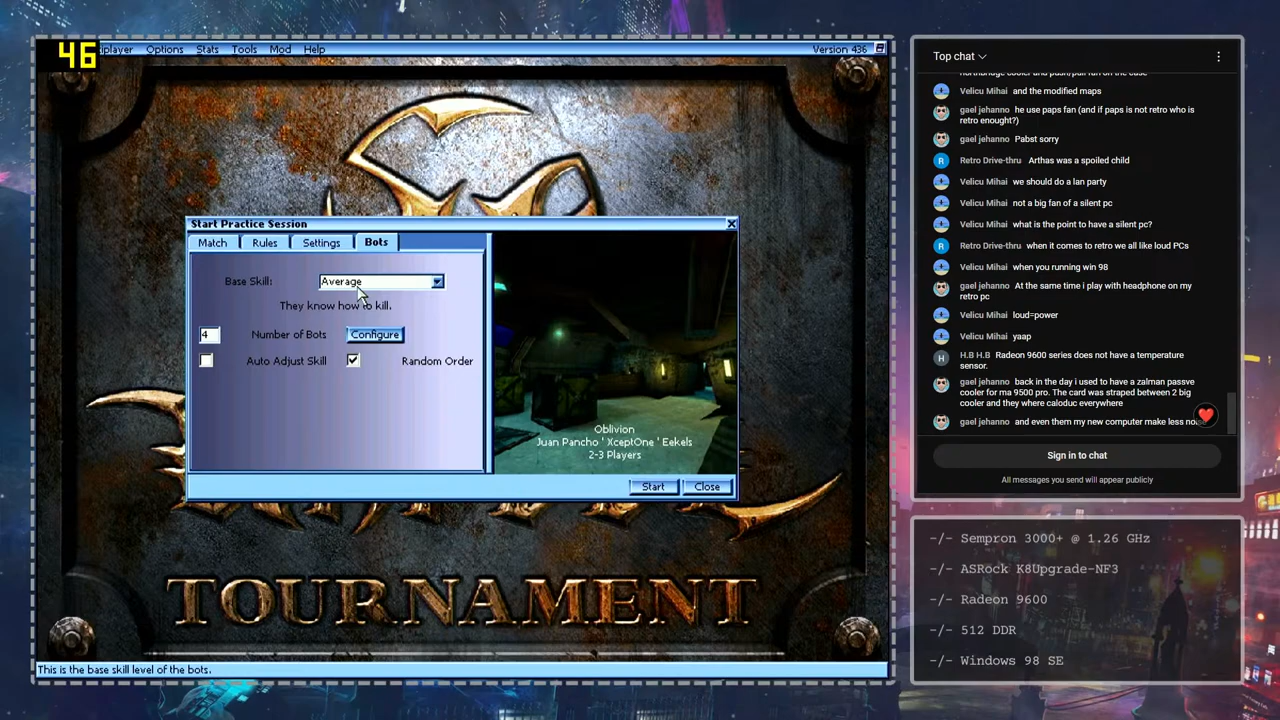 46
Options Stats Tools Mod Help
Version 436
Start Practice Session
Match Rules Settings Bots
Base Skill: Average
They know how to kill.
4 Number of Bots Configure
Auto Adjust Skill Random Order
Oblivion
Juan Pancho ' XceptOne ' Eekels
2-3 Players
Start Close
TOURNAMENT
This is the base skill level of the bots.
Top chat
Velicu Mihai and the modified maps
gael jehanno he use paps fan (and if paps is not retro who is
retro enought?)
gael jehanno Pabst sorry
Retro Drive-thru Arthas was a spoiled child
Velicu Mihai we should do a lan party
Velicu Mihai not a big fan of a silent pc
Velicu Mihai what is the point to have a silent pc?
Retro Drive-thru when it comes to retro we all like loud PCs
Velicu Mihai when you running win 98
gael jehanno At the same time i play with headphone on my
retro pc
Velicu Mihai loud=power
Velicu Mihai yaap
H.B H.B Radeon 9600 series does not have a temperature
sensor.
gael jehanno back in the day i used to have a zalman passve
cooler for ma 9500 pro. The card was straped between 2 big
cooler and they where caloduc everywhere
gael jehanno and even them my new computer make less
Sign in to chat
All messages you send will appear publicly
-/- Sempron 3000+ @ 1.26 GHz
-/- ASRock K8Upgrade-NF3
-/- Radeon 9600
-/- 512 DDR
-/- Windows 98 SE